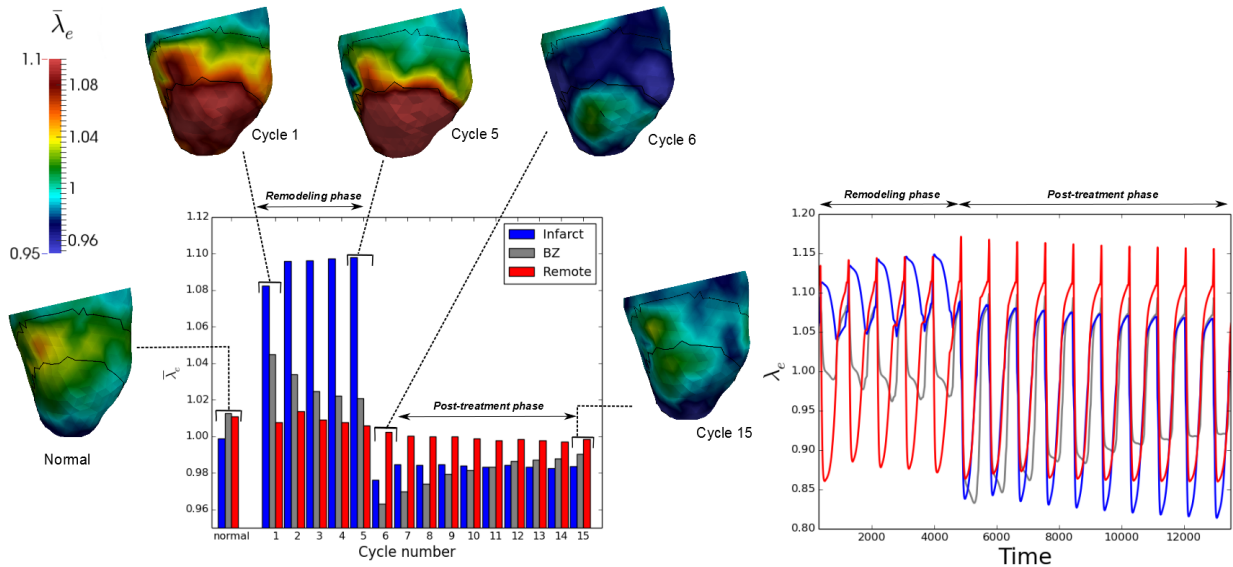 λ̄e
1.1
1.08
1.04
1
0.96
0.95
Cycle 1
Cycle 5
Cycle 6
Normal
Cycle 15
Remodeling phase
Post-treatment phase
Infarct
BZ
Remote
1.12
1.10
1.08
1.06
1.04
1.02
1.00
0.98
0.96
λ̄e
normal 1 2 3 4 5 6 7 8 9 10 11 12 13 14 15
Cycle number
Remodeling phase Post-treatment phase
1.20
1.15
1.10
1.05
1.00
0.95
0.90
0.85
0.80
λe
2000 4000 6000 8000 10000 12000
Time